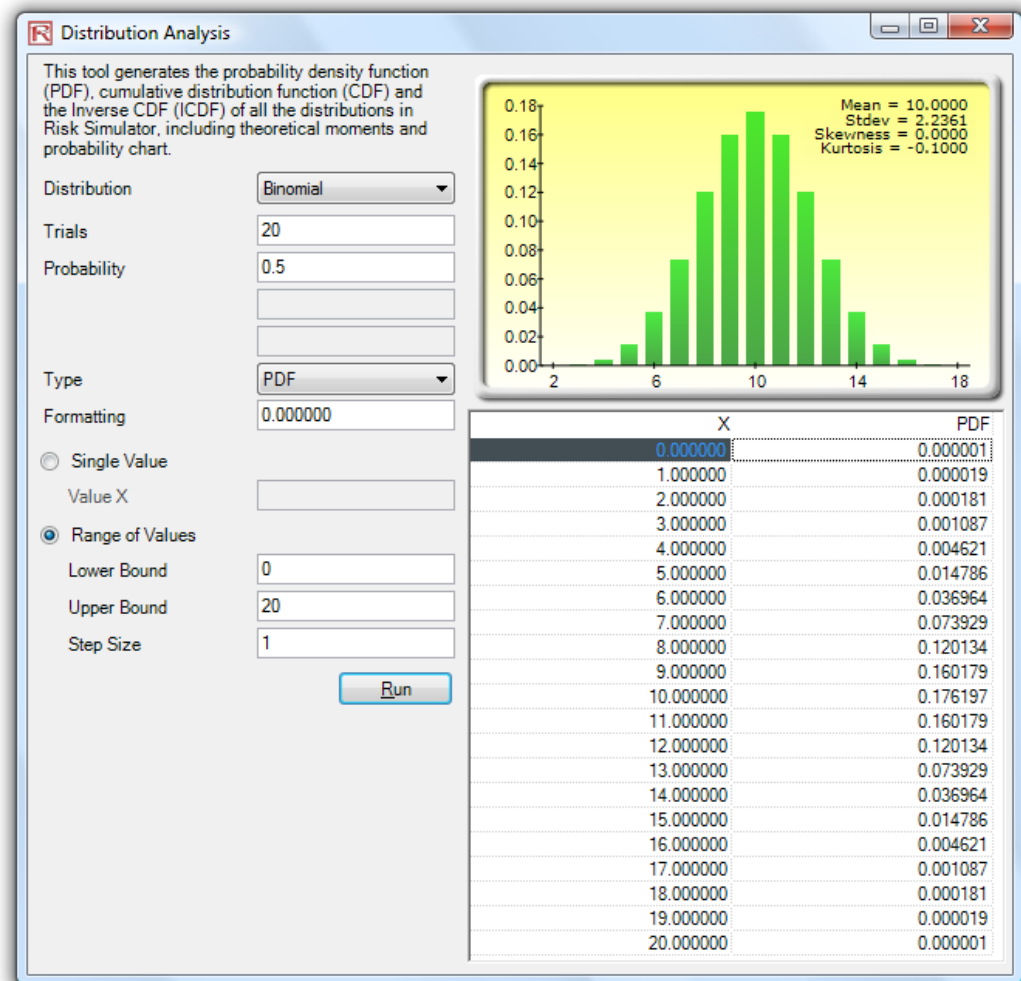 Distribution Analysis
This tool generates the probability density function
(PDF), cumulative distribution function (CDF) and
the Inverse CDF (ICDF) of all the distributions in
Risk Simulator, including theoretical moments and
probability chart.
Distribution Binomial
Trials 20
Probability 0.5
Type PDF
Formatting 0.000000
Single Value
Value X
Range of Values
Lower Bound 0
Upper Bound 20
Step Size 1
Run
Mean = 10.0000
Stdev = 2.2361
Skewness = 0.0000
Kurtosis = -0.1000
0.18
0.16
0.14
0.12
0.10
0.08
0.06
0.04
0.02
0.00
2 6 10 14 18
X PDF
0.000000 0.000001
1.000000 0.000019
2.000000 0.000181
3.000000 0.001087
4.000000 0.004621
5.000000 0.014786
6.000000 0.036964
7.000000 0.073929
8.000000 0.120134
9.000000 0.160179
10.000000 0.176197
11.000000 0.160179
12.000000 0.120134
13.000000 0.073929
14.000000 0.036964
15.000000 0.014786
16.000000 0.004621
17.000000 0.001087
18.000000 0.000181
19.000000 0.000019
20.000000 0.000001